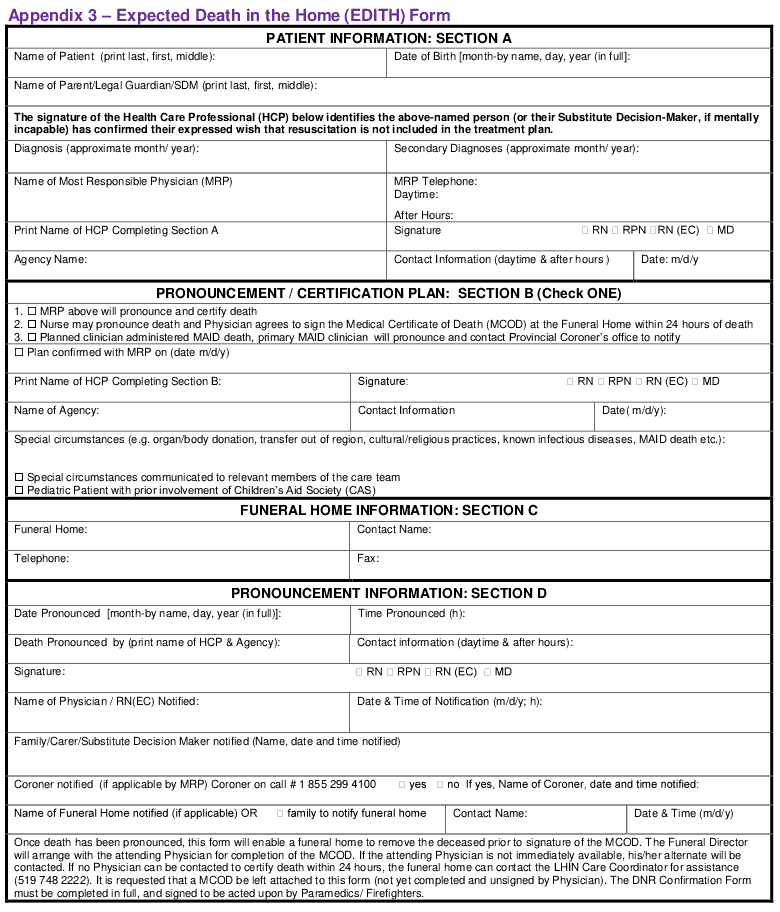 Appendix 3 – Expected Death in the Home (EDITH) Form
PATIENT INFORMATION: SECTION A
Name of Patient (print last, first, middle):
Date of Birth [month-by name, day, year (in full]:
Name of Parent/Legal Guardian/SDM (print last, first, middle):
The signature of the Health Care Professional (HCP) below identifies the above-named person (or their Substitute Decision-Maker, if mentally
incapable) has confirmed their expressed wish that resuscitation is not included in the treatment plan.
Diagnosis (approximate month/ year):
Secondary Diagnoses (approximate month/ year):
Name of Most Responsible Physician (MRP)
MRP Telephone:
Daytime:
After Hours:
Print Name of HCP Completing Section A
Signature □ RN □ RPN □RN (EC) □ MD
Agency Name:
Contact Information (daytime & after hours )
Date: m/d/y
PRONOUNCEMENT / CERTIFICATION PLAN: SECTION B (Check ONE)
1. □ MRP above will pronounce and certify death
2. □ Nurse may pronounce death and Physician agrees to sign the Medical Certificate of Death (MCOD) at the Funeral Home within 24 hours of death
3. □ Planned clinician administered MAID death, primary MAID clinician will pronounce and contact Provincial Coroner's office to notify
□ Plan confirmed with MRP on (date m/d/y)
Print Name of HCP Completing Section B:
Signature: □ RN □ RPN □ RN (EC) □ MD
Name of Agency:
Contact Information
Date( m/d/y):
Special circumstances (e.g. organ/body donation, transfer out of region, cultural/religious practices, known infectious diseases, MAID death etc.):
□ Special circumstances communicated to relevant members of the care team
□ Pediatric Patient with prior involvement of Children's Aid Society (CAS)
FUNERAL HOME INFORMATION: SECTION C
Funeral Home:
Contact Name:
Telephone:
Fax:
PRONOUNCEMENT INFORMATION: SECTION D
Date Pronounced [month-by name, day, year (in full)]:
Time Pronounced (h):
Death Pronounced by (print name of HCP & Agency):
Contact information (daytime & after hours):
Signature: □ RN □ RPN □ RN (EC) □ MD
Name of Physician / RN(EC) Notified:
Date & Time of Notification (m/d/y; h):
Family/Carer/Substitute Decision Maker notified (Name, date and time notified)
Coroner notified (if applicable by MRP) Coroner on call # 1 855 299 4100 □ yes □ no If yes, Name of Coroner, date and time notified:
Name of Funeral Home notified (if applicable) OR □ family to notify funeral home
Contact Name:
Date & Time (m/d/y)
Once death has been pronounced, this form will enable a funeral home to remove the deceased prior to signature of the MCOD. The Funeral Director
will arrange with the attending Physician for completion of the MCOD. If the attending Physician is not immediately available, his/her alternate will be
contacted. If no Physician can be contacted to certify death within 24 hours, the funeral home can contact the LHIN Care Coordinator for assistance
(519 748 2222). It is requested that a MCOD be left attached to this form (not yet completed and unsigned by Physician). The DNR Confirmation Form
must be completed in full, and signed to be acted upon by Paramedics/ Firefighters.